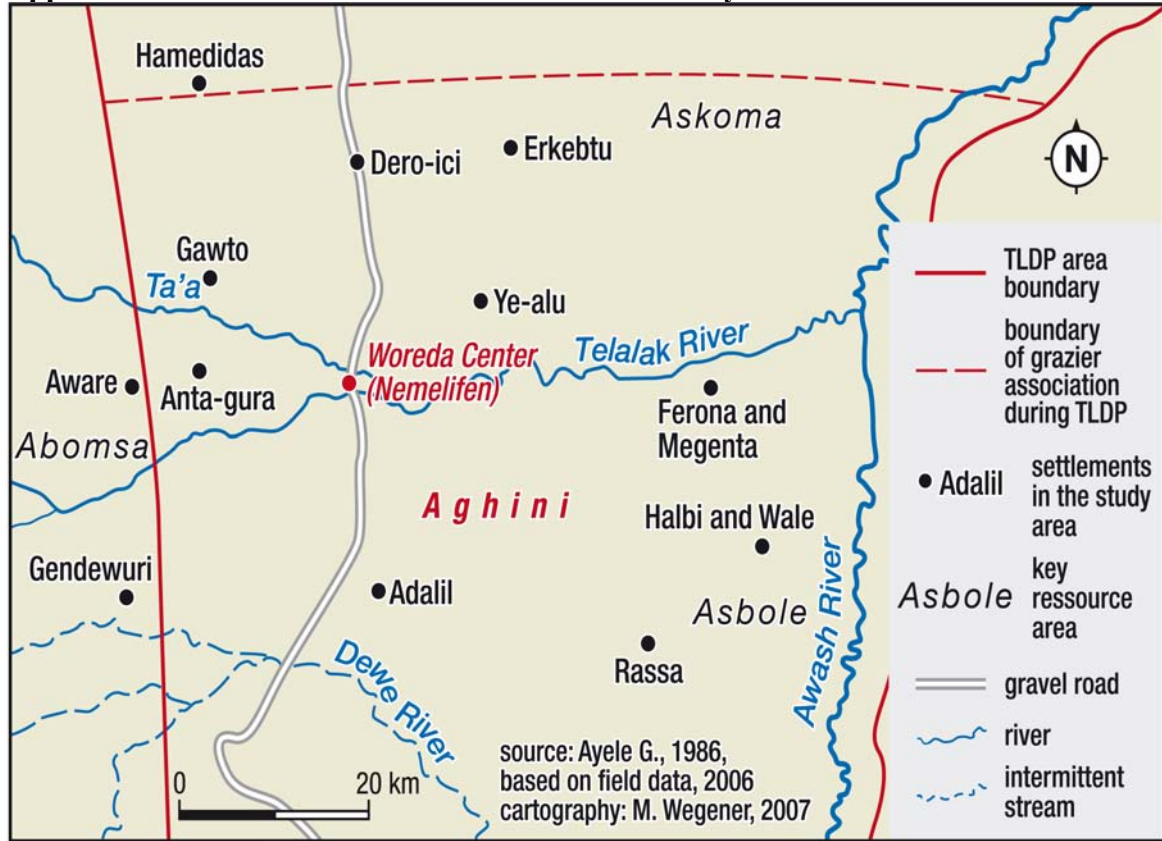 Hamedidas
Askoma
Erkebtu
Dero-ici
N
Gawto
Ta'a
Ye-alu
Telalak River
Woreda Center
(Nemelifen)
Aware
Anta-gura
Ferona and
Megenta
Abomsa
Aghini
Halbi and Wale
Gendewuri
Adalil
Asbole
Rassa
Dewe River
Awash River
0 20 km
source: Ayele G., 1986,
based on field data, 2006
cartography: M. Wegener, 2007
TLDP area
boundary
boundary
of grazier
association
during TLDP
Adalil
settlements
in the study
area
Asbole
key
ressource
area
gravel road
river
intermittent
stream